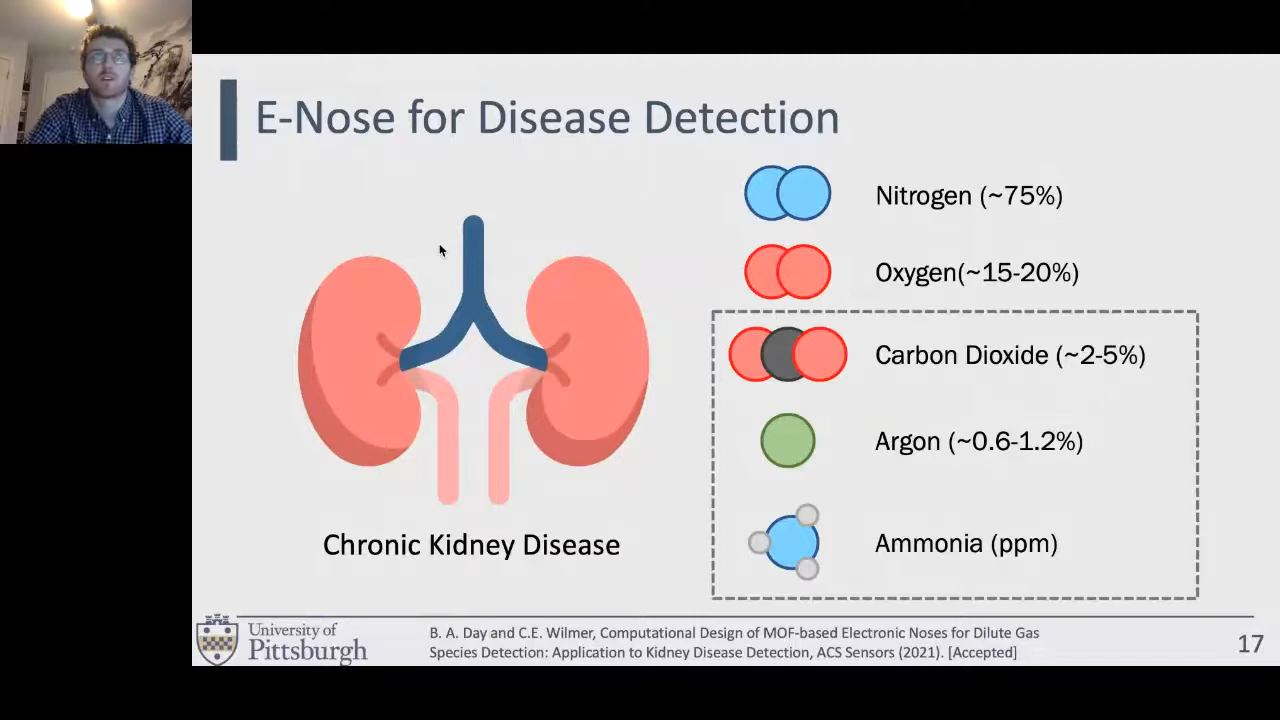 E-Nose for Disease Detection
Nitrogen (~75%)
Oxygen(~15-20%)
Carbon Dioxide (~2-5%)
Argon (~0.6-1.2%)
Ammonia (ppm)
Chronic Kidney Disease
University of
Pittsburgh
B. A. Day and C.E. Wilmer, Computational Design of MOF-based Electronic Noses for Dilute Gas
Species Detection: Application to Kidney Disease Detection, ACS Sensors (2021). [Accepted]
17